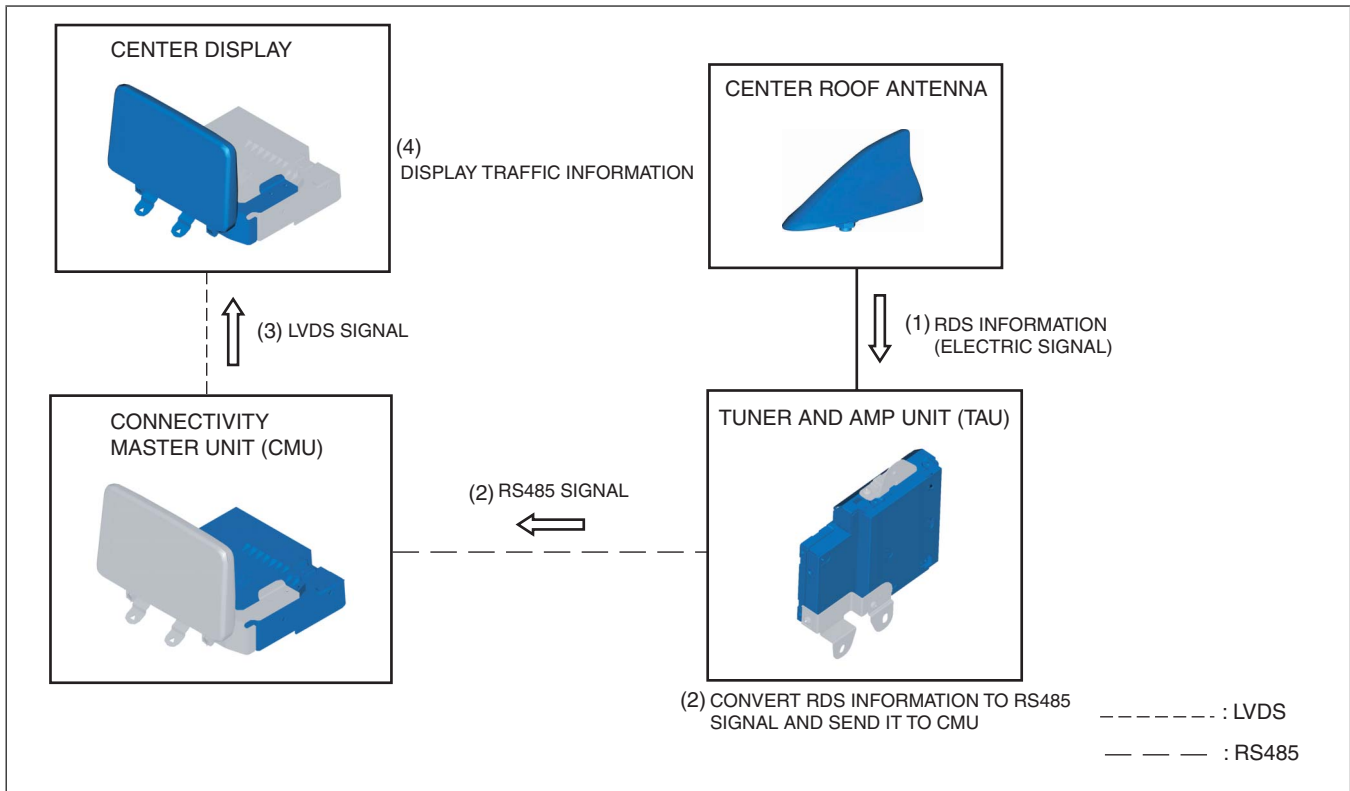 CENTER DISPLAY
CENTER ROOF ANTENNA
(4)
DISPLAY TRAFFIC INFORMATION
(3) LVDS SIGNAL
(1) RDS INFORMATION
(ELECTRIC SIGNAL)
CONNECTIVITY
MASTER UNIT (CMU)
TUNER AND AMP UNIT (TAU)
(2) RS485 SIGNAL
(2) CONVERT RDS INFORMATION TO RS485
SIGNAL AND SEND IT TO CMU
: LVDS
: RS485